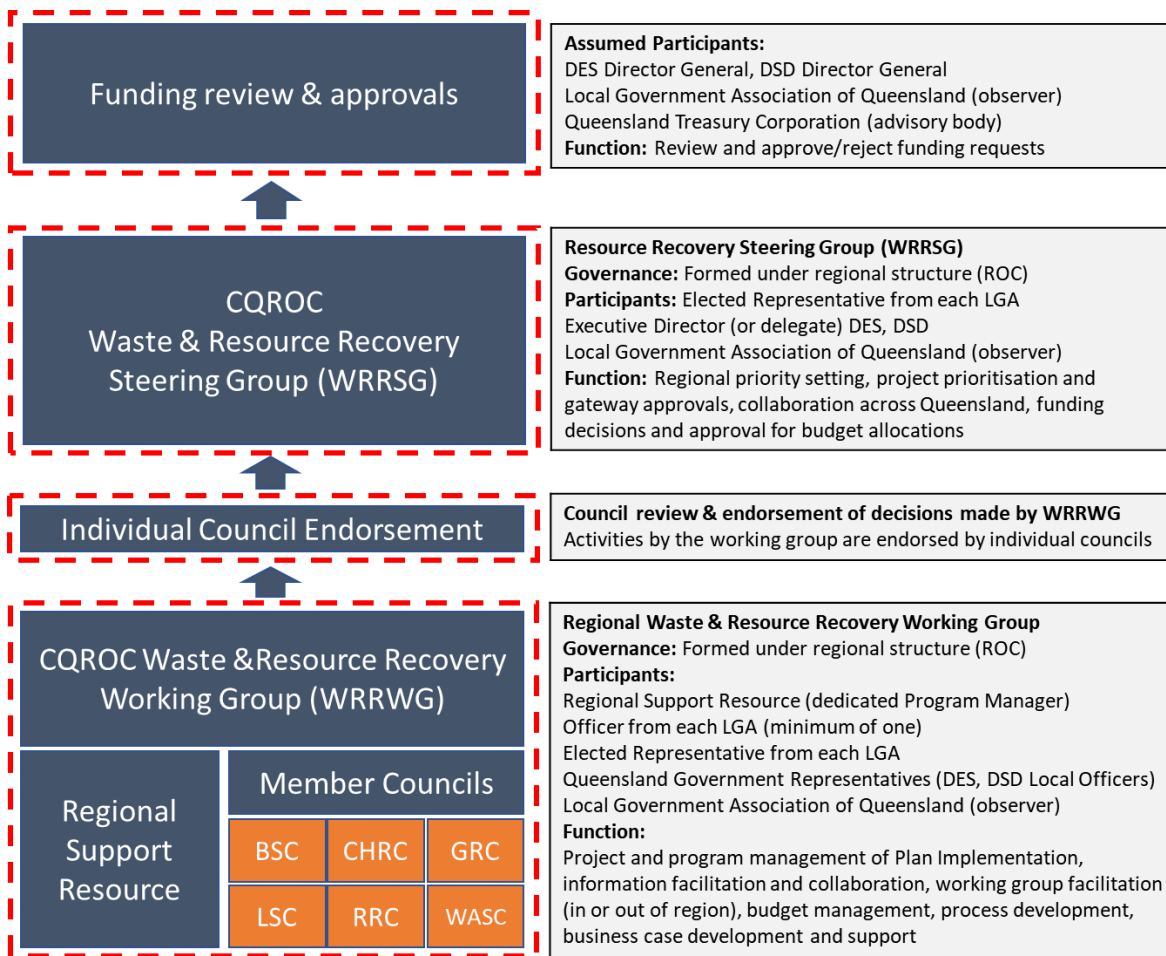 Funding review & approvals
Assumed Participants:
DES Director General, DSD Director General
Local Government Association of Queensland (observer)
Queensland Treasury Corporation (advisory body)
Function: Review and approve/reject funding requests
CQROC
Waste & Resource Recovery
Steering Group (WRRSG)
Resource Recovery Steering Group (WRRSG)
Governance: Formed under regional structure (ROC)
Participants: Elected Representative from each LGA
Executive Director (or delegate) DES, DSD
Local Government Association of Queensland (observer)
Function: Regional priority setting, project prioritisation and
gateway approvals, collaboration across Queensland, funding
decisions and approval for budget allocations
Individual Council Endorsement
Council review & endorsement of decisions made by WRRWG
Activities by the working group are endorsed by individual councils
CQROC Waste &Resource Recovery
Working Group (WRRWG)
Regional
Support
Resource
Member Councils
BSC
CHRC
GRC
LSC
RRC
WASC
Regional Waste & Resource Recovery Working Group
Governance: Formed under regional structure (ROC)
Participants:
Regional Support Resource (dedicated Program Manager)
Officer from each LGA (minimum of one)
Elected Representative from each LGA
Queensland Government Representatives (DES, DSD Local Officers)
Local Government Association of Queensland (observer)
Function:
Project and program management of Plan Implementation,
information facilitation and collaboration, working group facilitation
(in or out of region), budget management, process development,
business case development and support